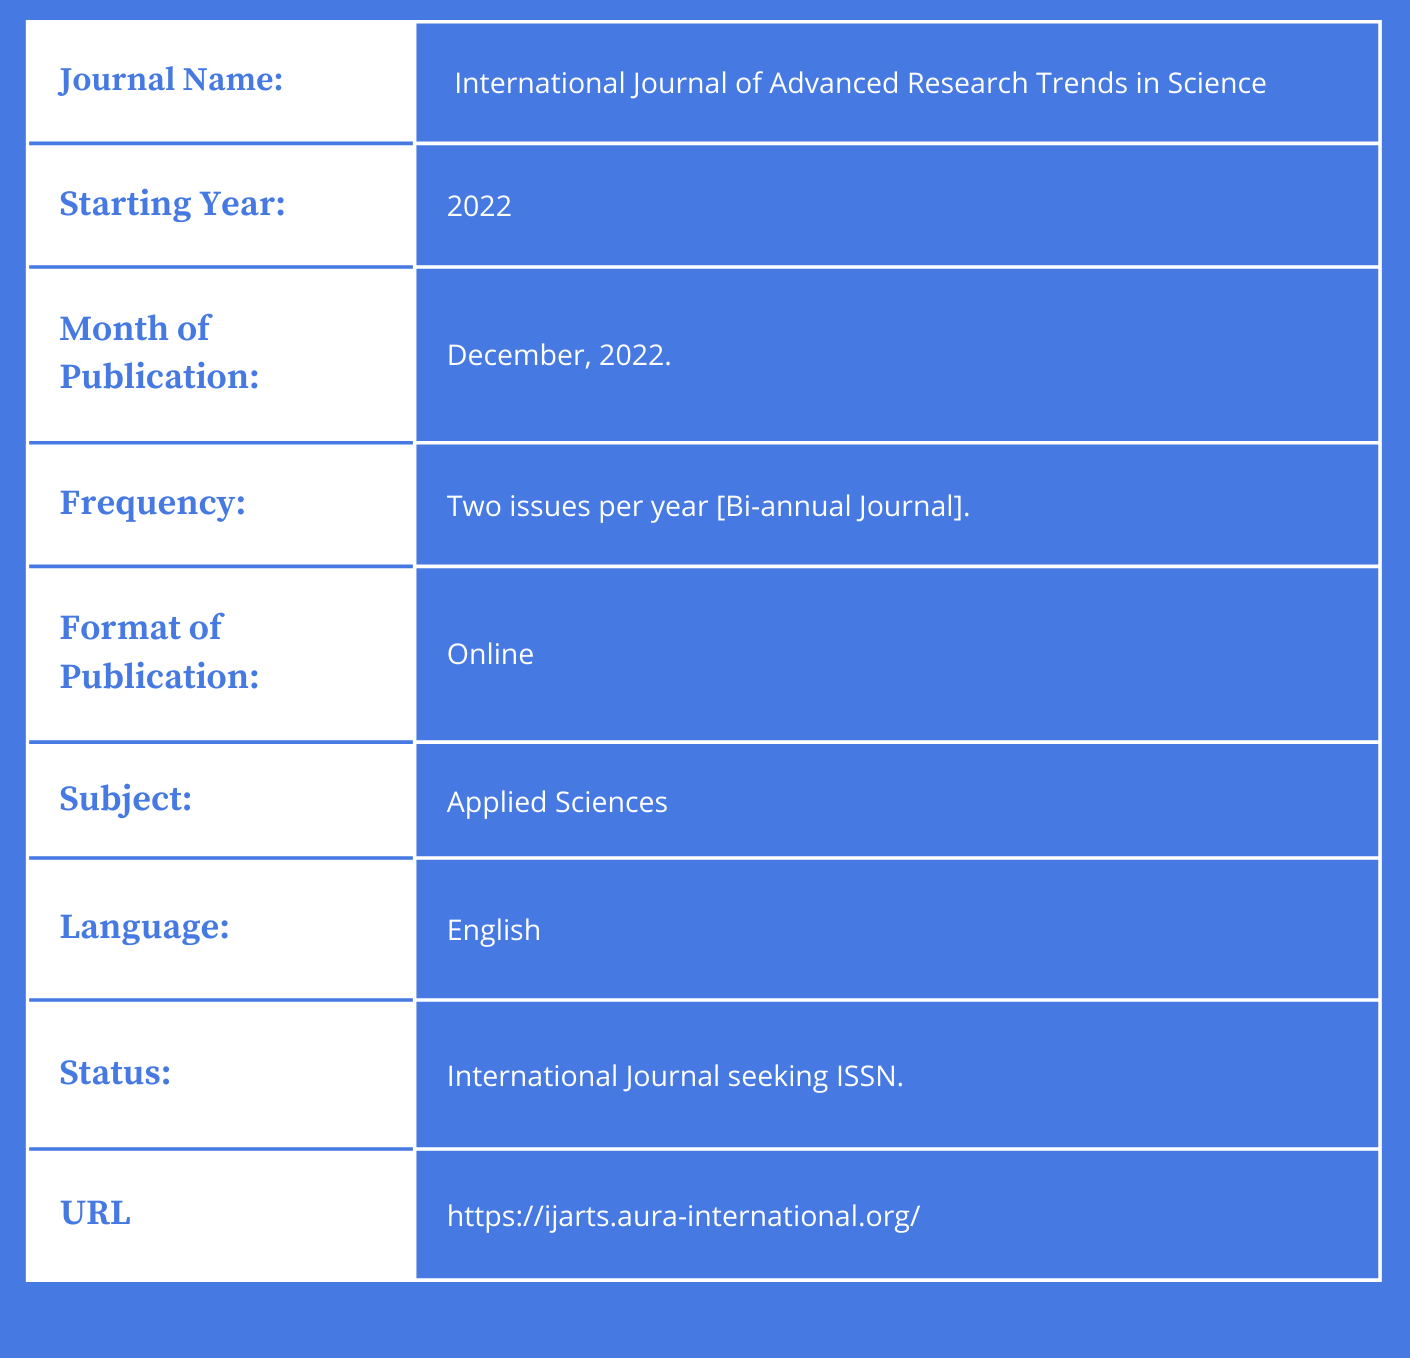 Journal Name:
International Journal of Advanced Research Trends in Science
Starting Year:
2022
Month of
Publication:
December, 2022.
Frequency:
Two issues per year [Bi-annual Journal].
Format of
Publication:
Online
Subject:
Applied Sciences
Language:
English
Status:
International Journal seeking ISSN.
URL
https://ijarts.aura-international.org/